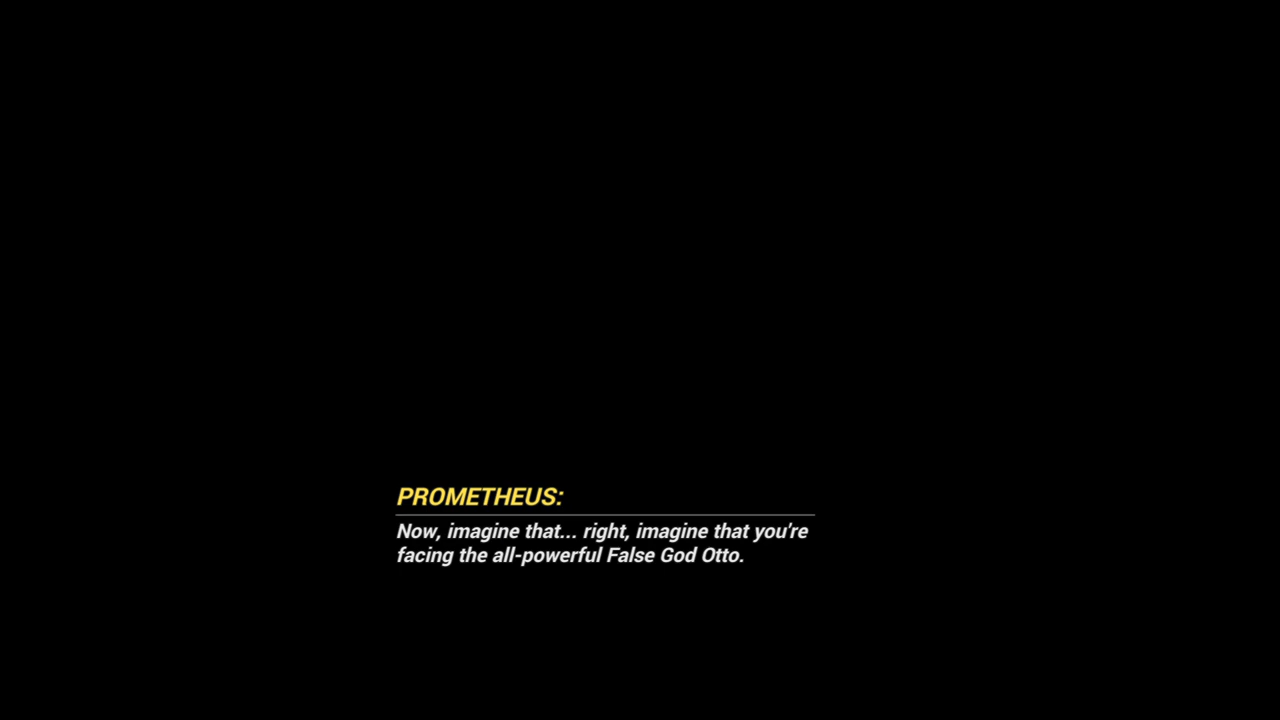 PROMETHEUS:
Now, imagine that... right, imagine that you're
facing the all-powerful False God Otto.